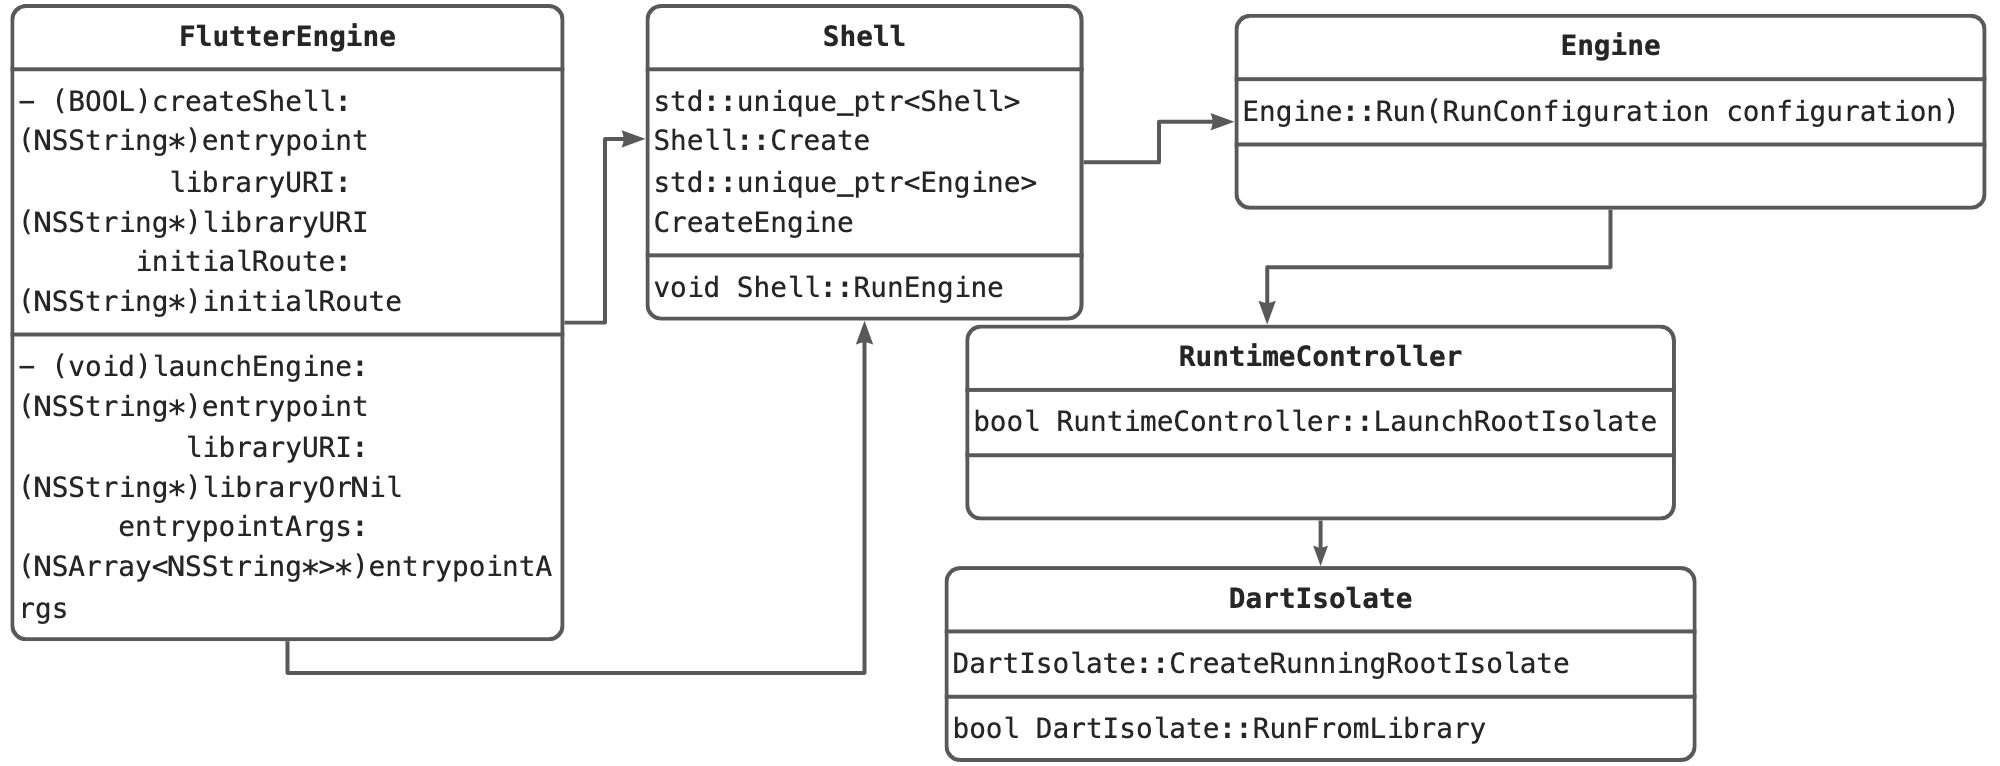 FlutterEngine
- (BOOL)createShell:
(NSString*)entrypoint
libraryURI:
(NSString*)libraryURI
initialRoute:
(NSString*)initialRoute
- (void)launchEngine:
(NSString*)entrypoint
libraryURI:
(NSString*)libraryOrNil
entrypointArgs:
(NSArray<NSString*>*)entrypointA
rgs
Shell
std::unique_ptr<Shell>
Shell::Create
std::unique_ptr<Engine>
CreateEngine
void Shell::RunEngine
Engine
Engine::Run(RunConfiguration configuration)
RuntimeController
bool RuntimeController::LaunchRootIsolate
DartIsolate
DartIsolate::CreateRunningRootIsolate
bool DartIsolate::RunFromLibrary